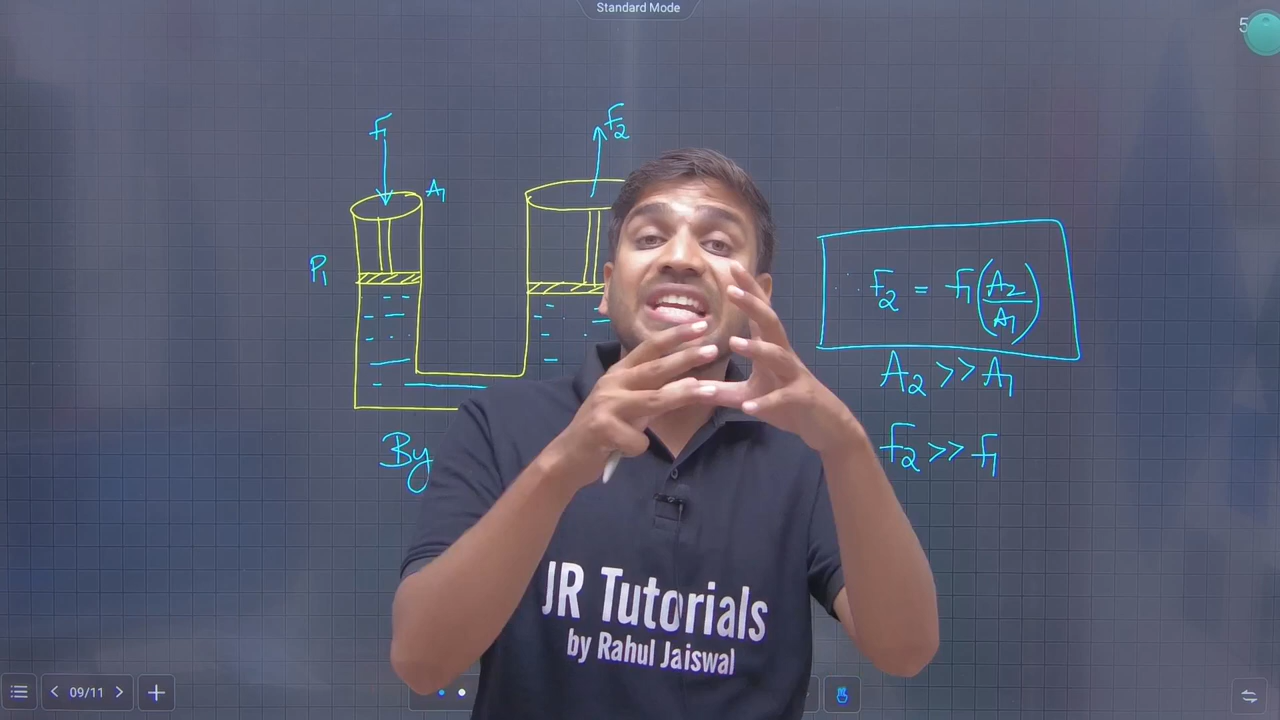 Standard Mode
5
F₁
F₂
A₁
P₁
F₂ = F₁(A₂/A₁)
A₂ >> A₁
By
F₂ >> F₁
JR Tutorials
by Rahul Jaiswal
09/11